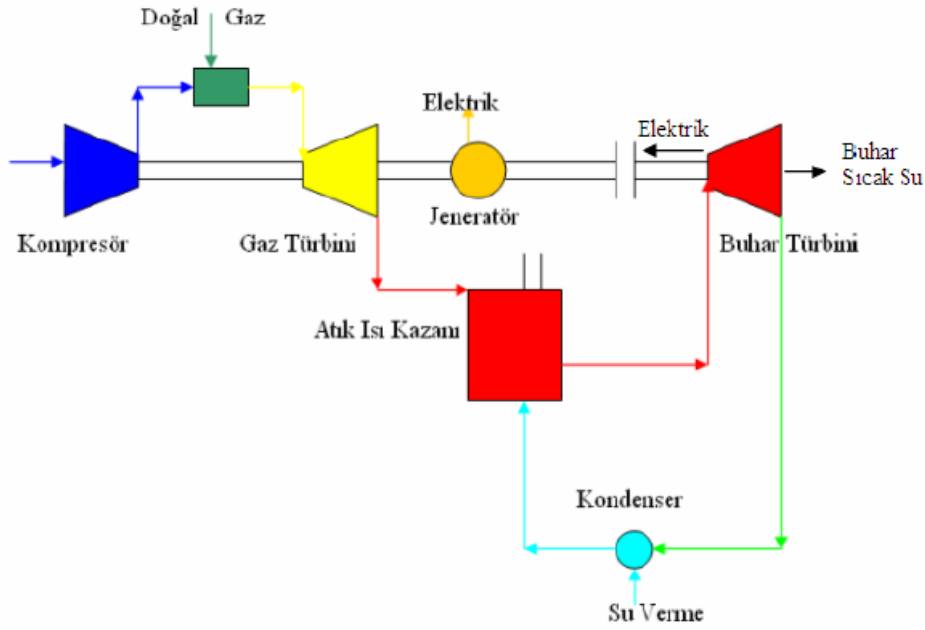 Doğal Gaz
Elektrik
Elektrik
Buhar
Sıcak Su
Kompresör
Gaz Türbini
Jeneratör
Buhar Türbini
Atık Isı Kazanı
Kondenser
Su Verme